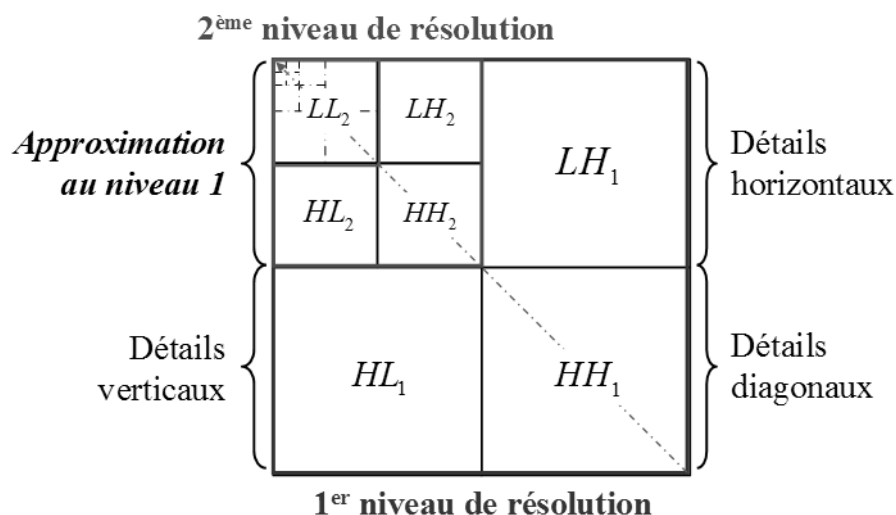 2ème niveau de résolution
LL2 LH2
Approximation
au niveau 1
LH1
Détails
horizontaux
HL2 HH2
Détails
verticaux
HL1 HH1
Détails
diagonaux
1er niveau de résolution